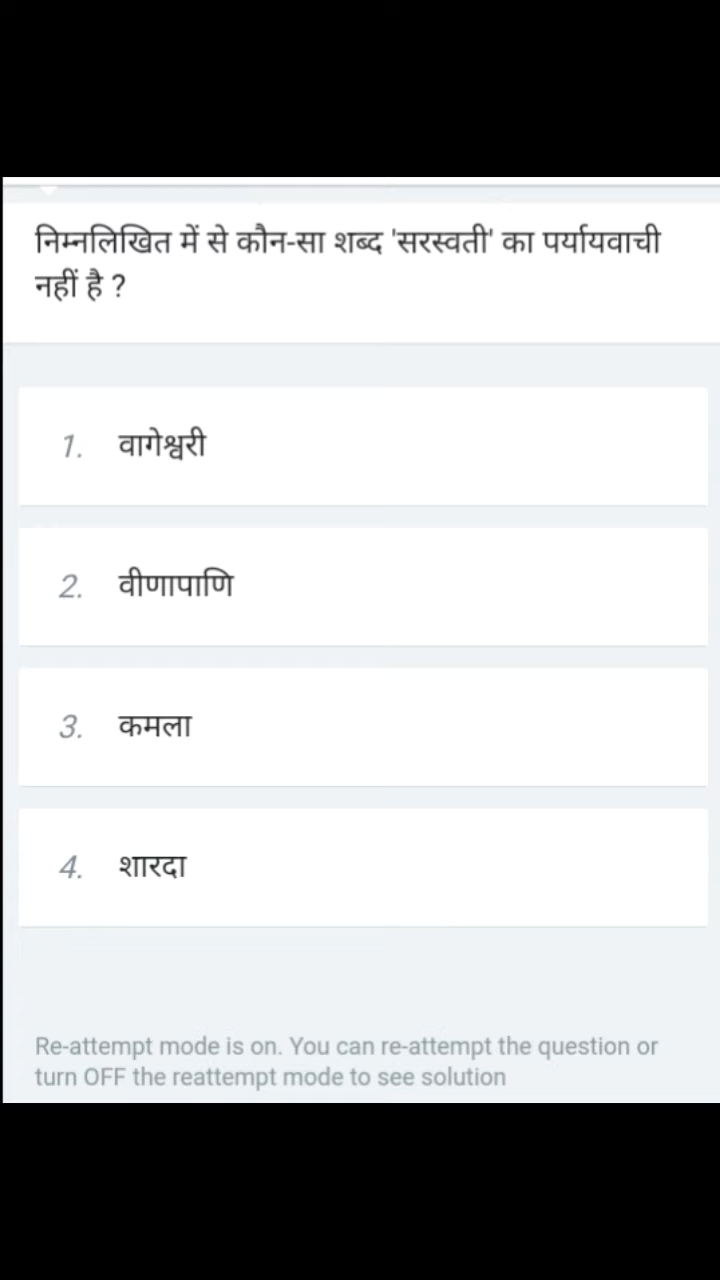 निम्नलिखित में से कौन-सा शब्द 'सरस्वती' का पर्यायवाची
नहीं है ?
1. वागेश्वरी
2. वीणापाणि
3. कमला
4. शारदा
Re-attempt mode is on. You can re-attempt the question or
turn OFF the reattempt mode to see solution